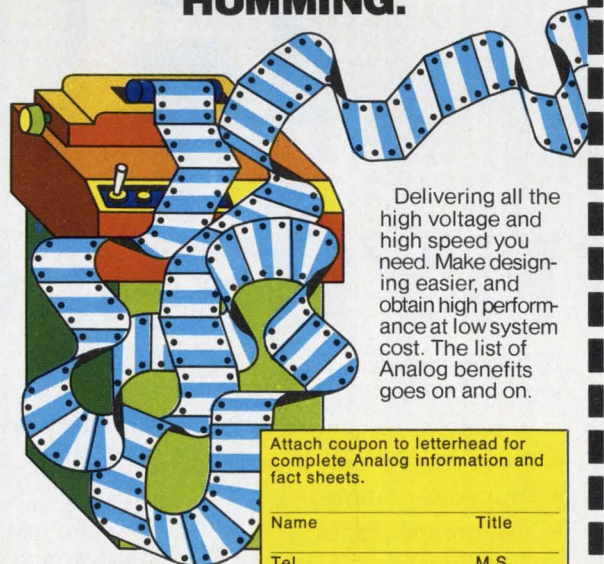 HUMMING.
Delivering all the
high voltage and
high speed you
need. Make design-
ing easier, and
obtain high perform-
ance at low system
cost. The list of
Analog benefits
goes on and on.
Attach coupon to letterhead for
complete Analog information and
fact sheets.
Name Title
Tel. M.S.